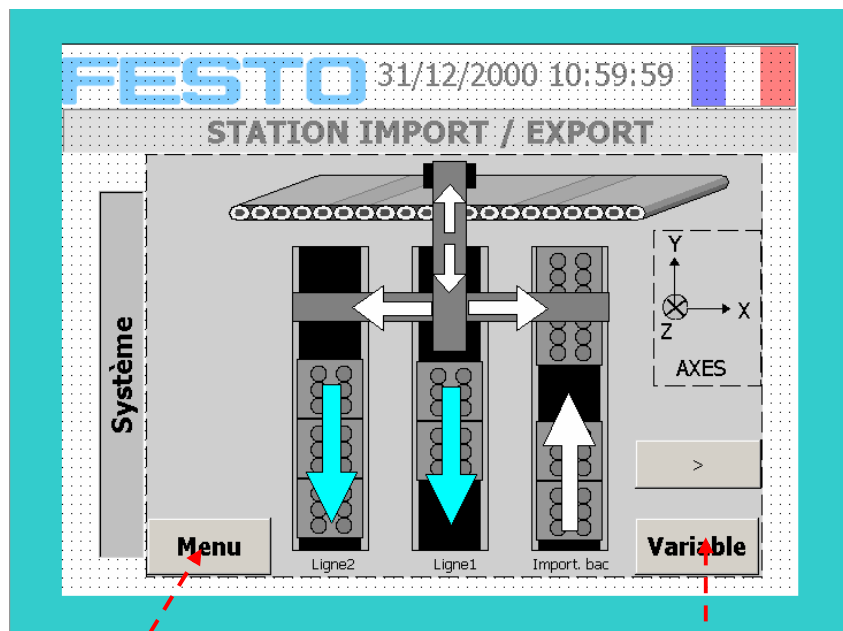 FESTO
31/12/2000 10:59:59
STATION IMPORT / EXPORT
Système
Y
X
Z
AXES
>
Menu
Variable
Ligne2
Ligne1
Import. bac